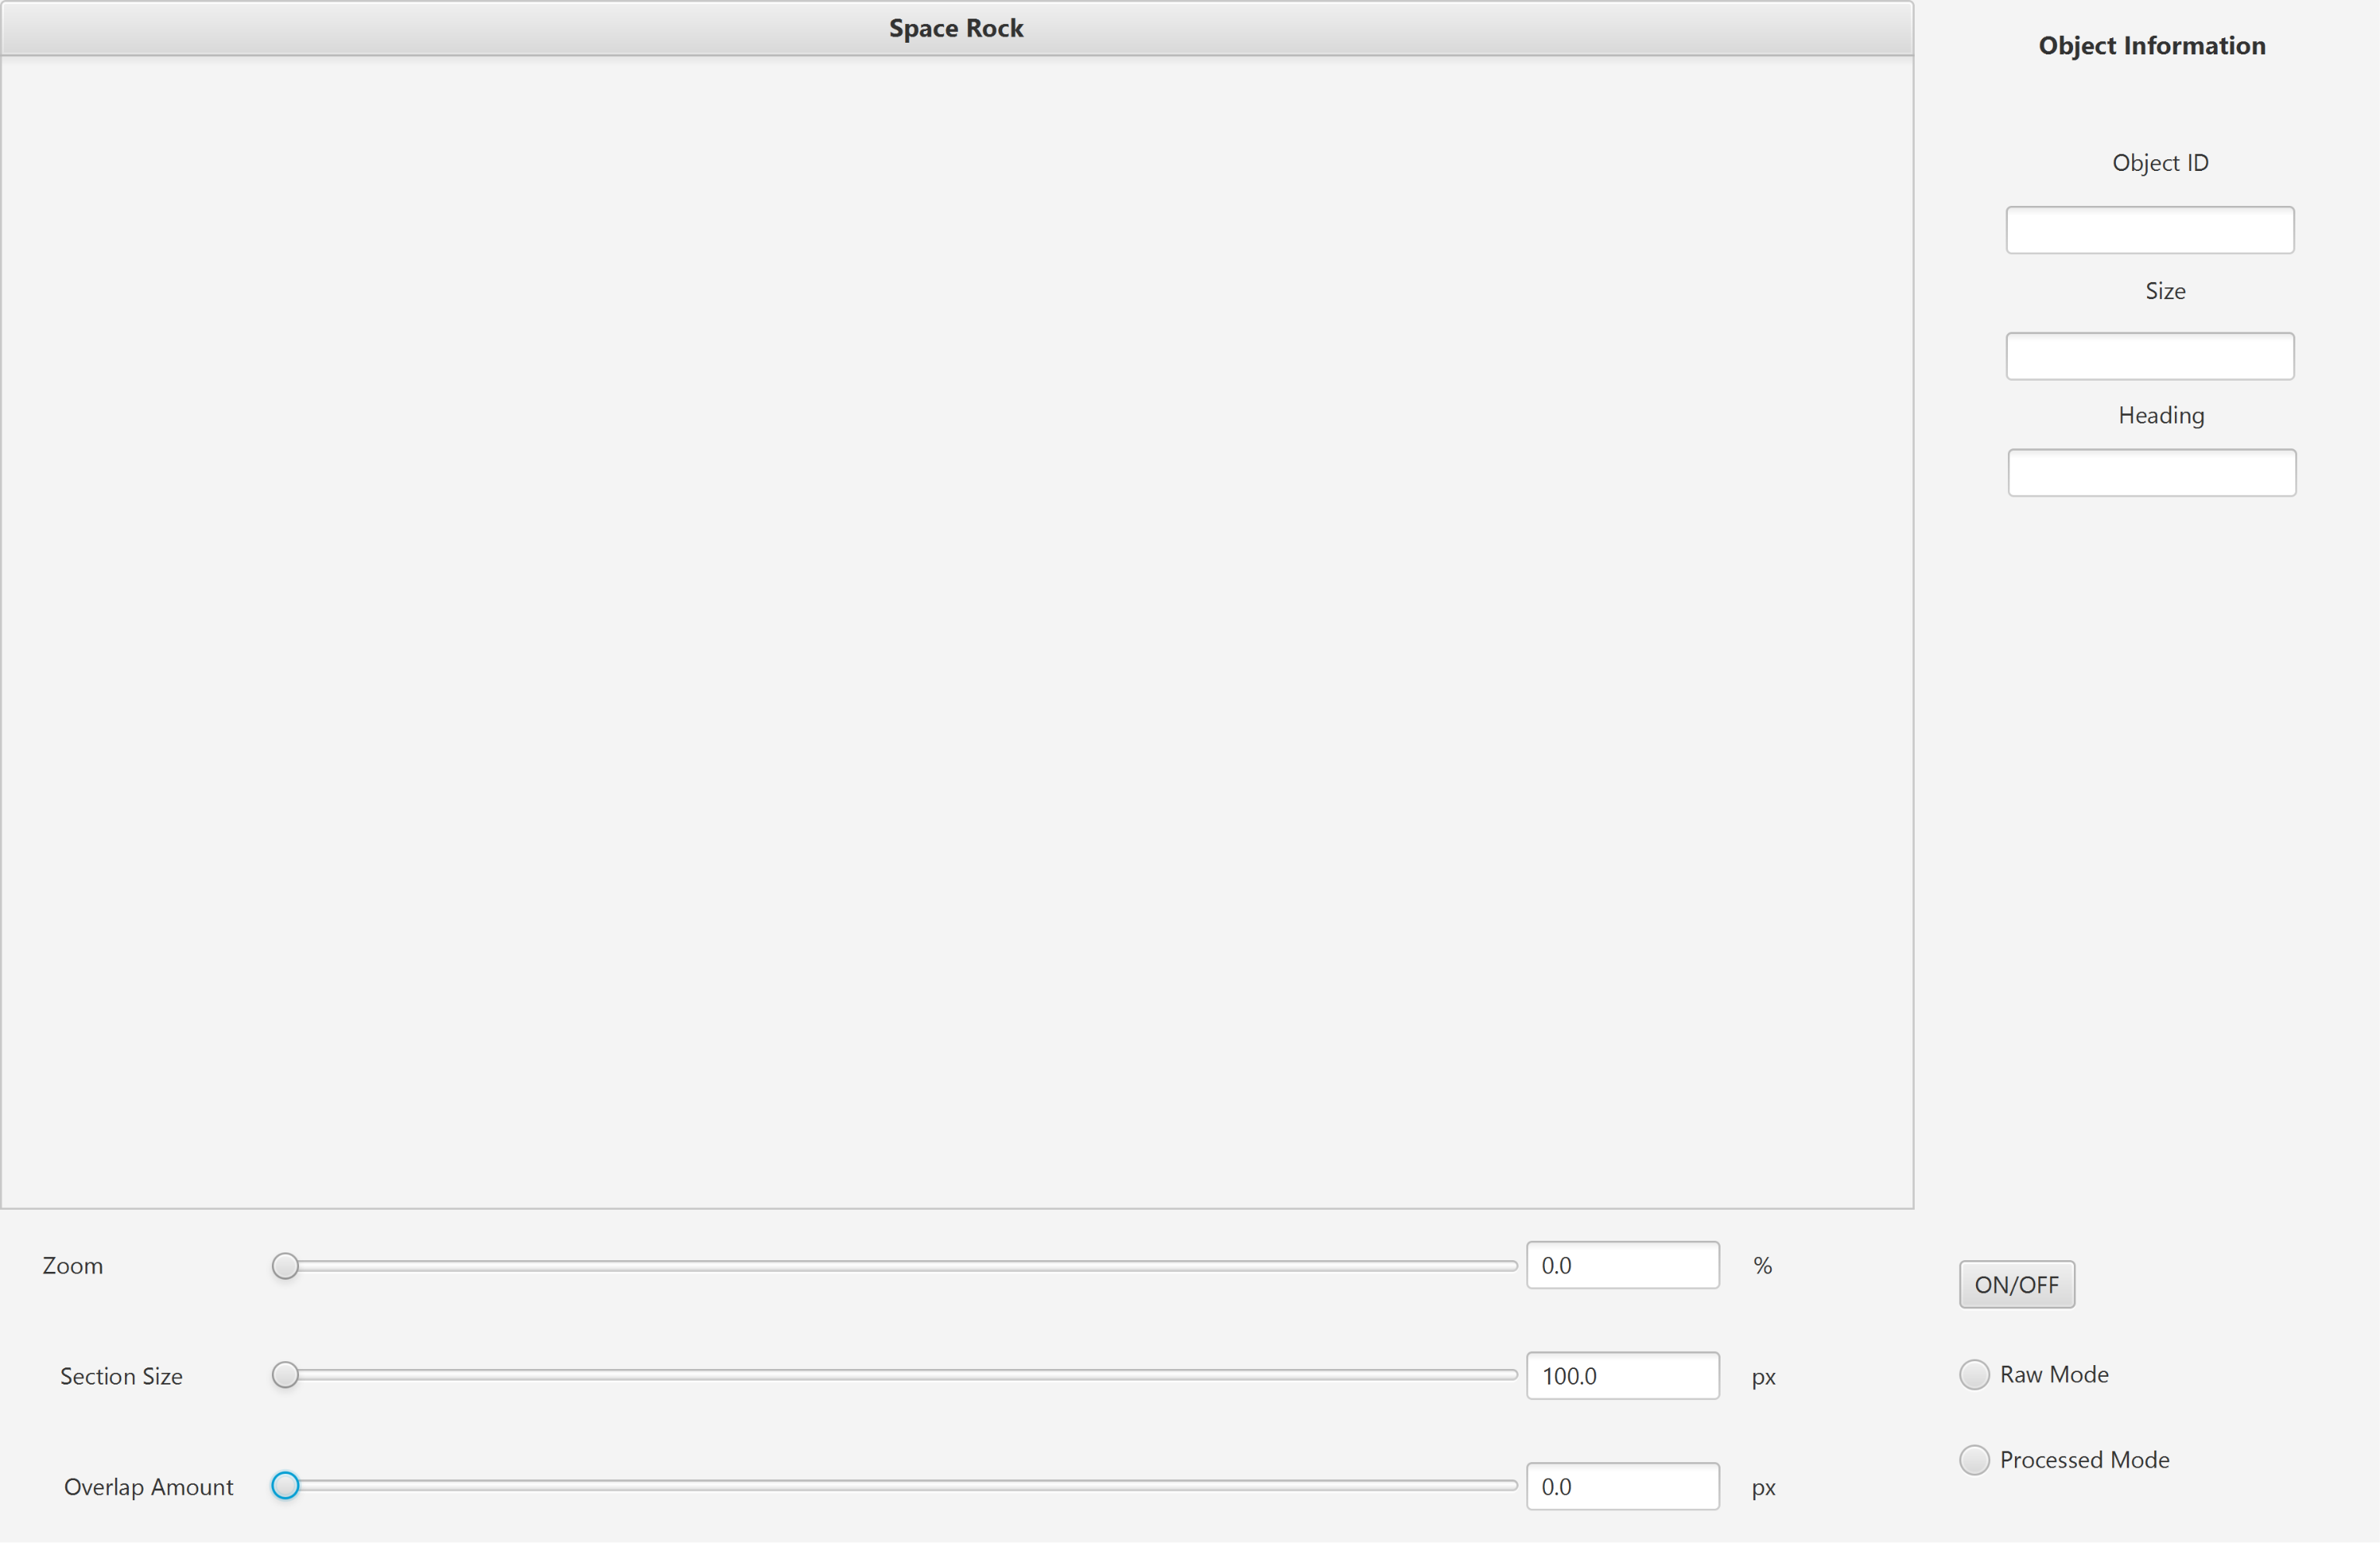 Space Rock
Object Information
Object ID
Size
Heading
Zoom
0.0
%
ON/OFF
Section Size
100.0
px
Raw Mode
Processed Mode
Overlap Amount
0.0
px